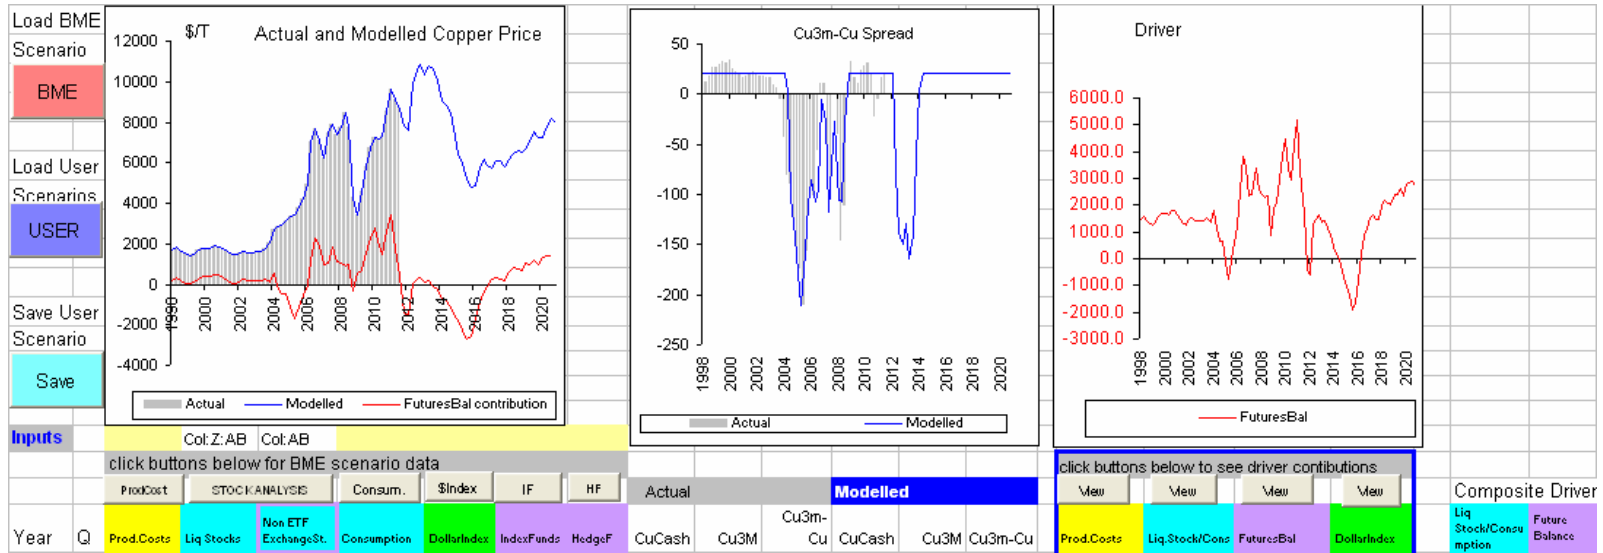 Load BME
Scenario
BME
Load User
Scenarios
USER
Save User
Scenario
Save
$/T
Actual and Modelled Copper Price
12000
10000
8000
6000
4000
2000
0
-2000
-4000
1998
2000
2002
2004
2006
2008
2010
2012
2014
2016
2018
2020
Actual
Modelled
FuturesBal contribution
Cu3m-Cu Spread
50
0
-50
-100
-150
-200
-250
1998
2000
2002
2004
2006
2008
2010
2012
2014
2016
2018
2020
Actual
Modelled
Driver
6000.0
5000.0
4000.0
3000.0
2000.0
1000.0
0.0
-1000.0
-2000.0
-3000.0
1998
2000
2002
2004
2006
2008
2010
2012
2014
2016
2018
2020
FuturesBal
Inputs
Col:Z:AB
Col:AB
click buttons below for BME scenario data
ProdCost
STOCK ANALYSIS
Consum.
$Index
IF
HF
Actual
Modelled
click buttons below to see driver contibutions
View
View
View
View
Composite Driver
Year
Q
Prod.Costs
Liq Stocks
Non ETF
ExchangeSt.
Consumption
DollarIndex
IndexFunds
HedgeF
CuCash
Cu3M
Cu3m-
Cu
CuCash
Cu3M
Cu3m-Cu
Prod.Costs
Liq.Stock/Cons
FuturesBal
DollarIndex
Liq
Stock/Consu
mption
Future
Balance